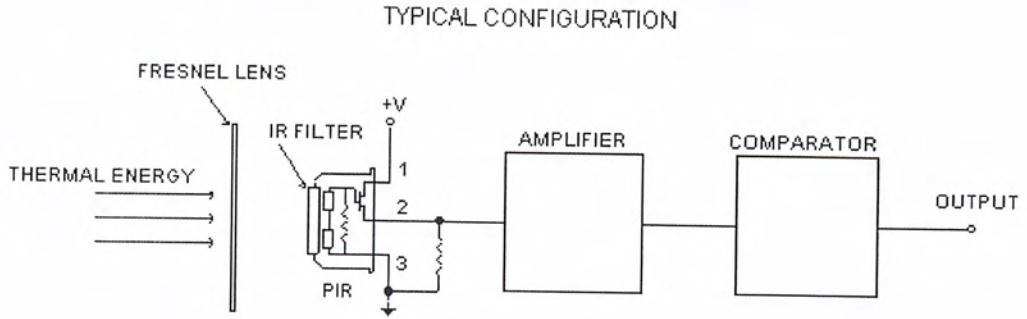 TYPICAL CONFIGURATION
FRESNEL LENS
+V
IR FILTER
AMPLIFIER
COMPARATOR
1
THERMAL ENERGY
2
OUTPUT
3
PIR